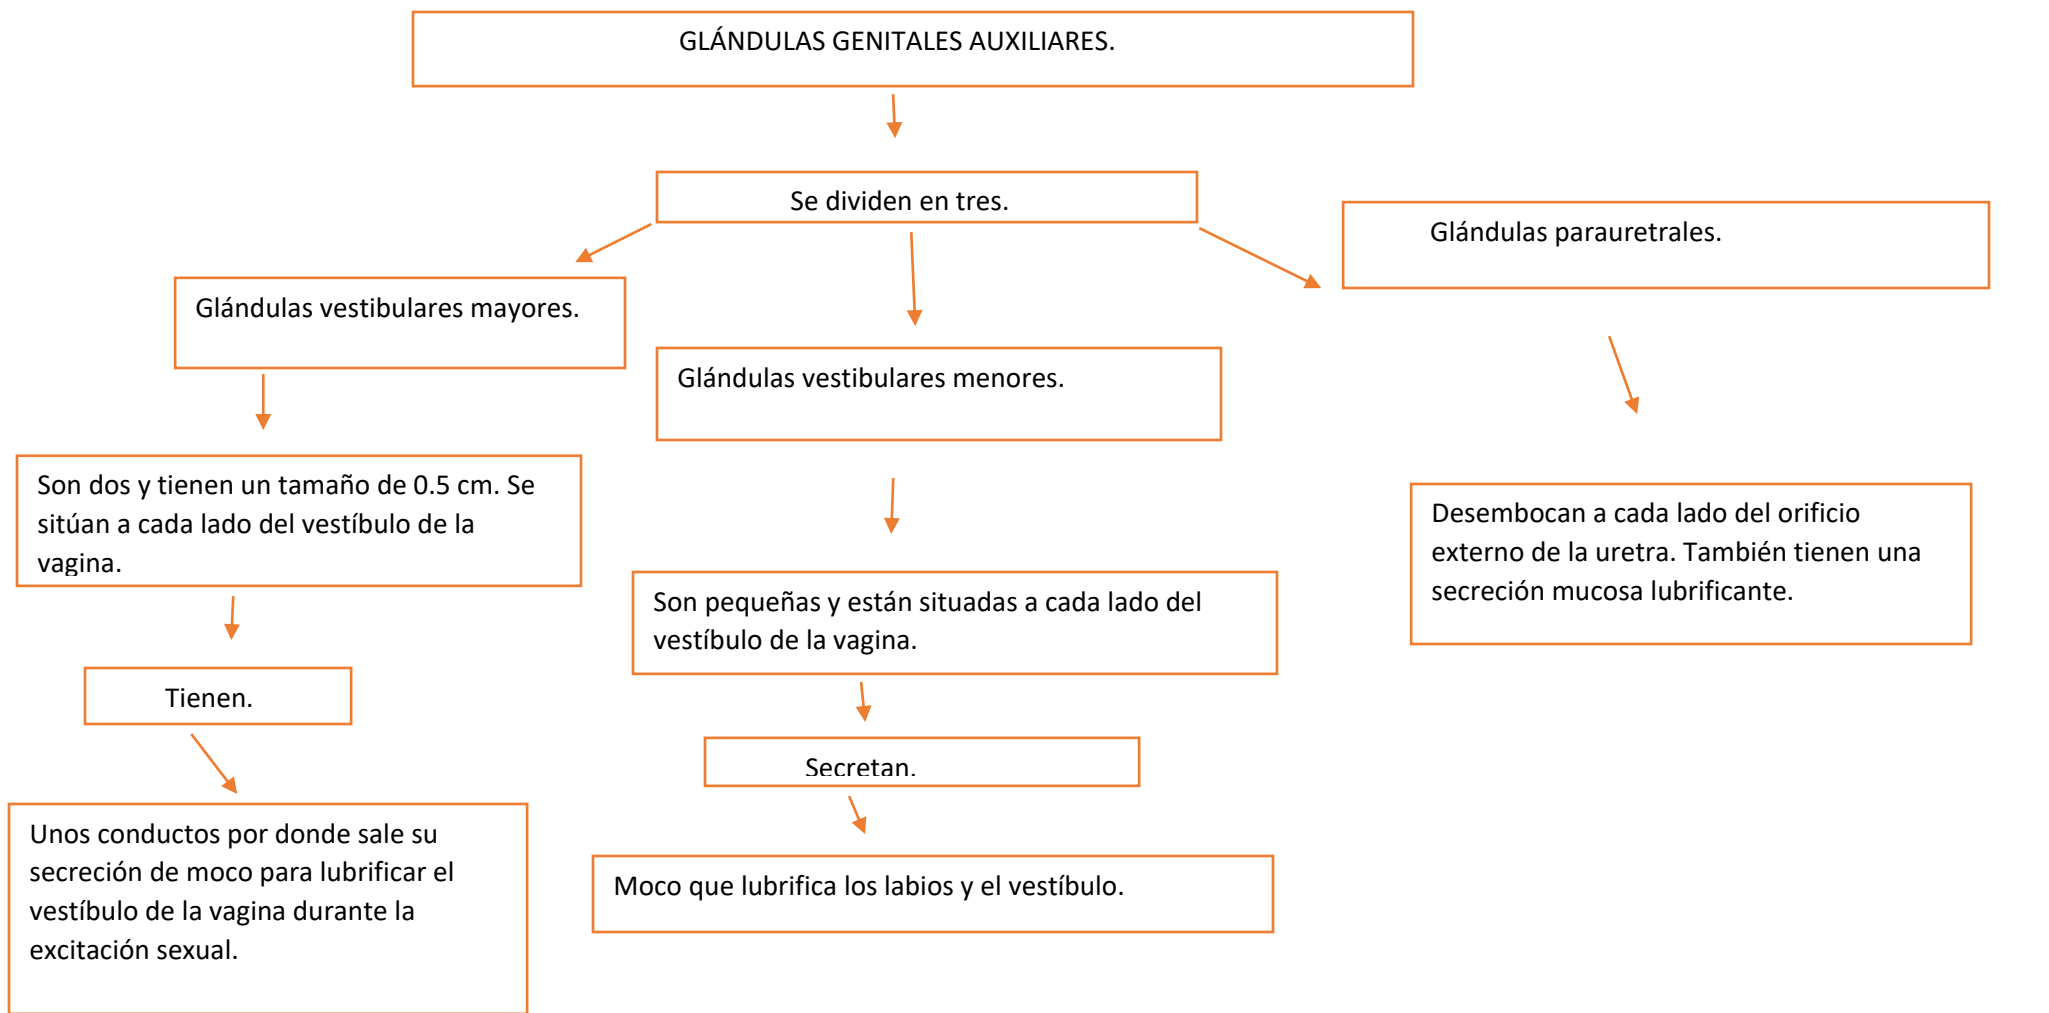 GLÁNDULAS GENITALES AUXILIARES.
Se dividen en tres.
Glándulas parauretrales.
Glándulas vestibulares mayores.
Glándulas vestibulares menores.
Son dos y tienen un tamaño de 0.5 cm. Se
sitúan a cada lado del vestíbulo de la
vagina.
Desembocan a cada lado del orificio
externo de la uretra. También tienen una
secreción mucosa lubrificante.
Son pequeñas y están situadas a cada lado del
vestíbulo de la vagina.
Tienen.
Secretan.
Unos conductos por donde sale su
secreción de moco para lubrificar el
vestíbulo de la vagina durante la
excitación sexual.
Moco que lubrifica los labios y el vestíbulo.